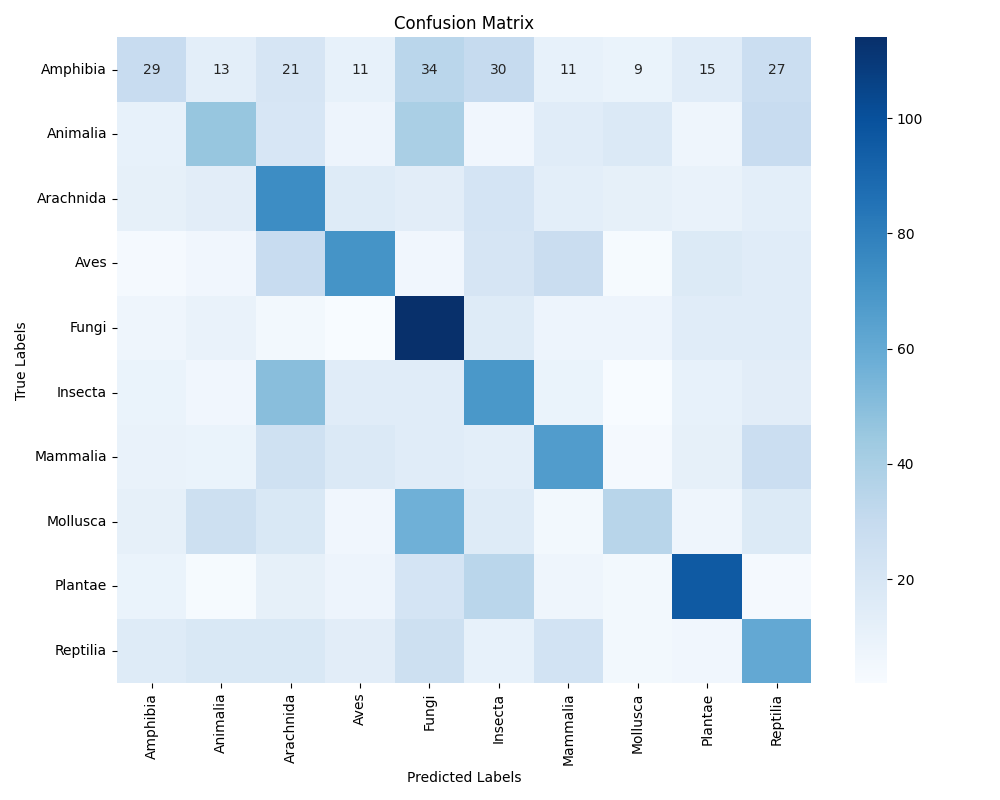 Confusion Matrix
Amphibia 29 13 21 11 34 30 11 9 15 27
Animalia
Arachnida
Aves
Fungi
Insecta
Mammalia
Mollusca
Plantae
Reptilia
True Labels
Amphibia Animalia Arachnida Aves Fungi Insecta Mammalia Mollusca Plantae Reptilia
Predicted Labels
100
80
60
40
20